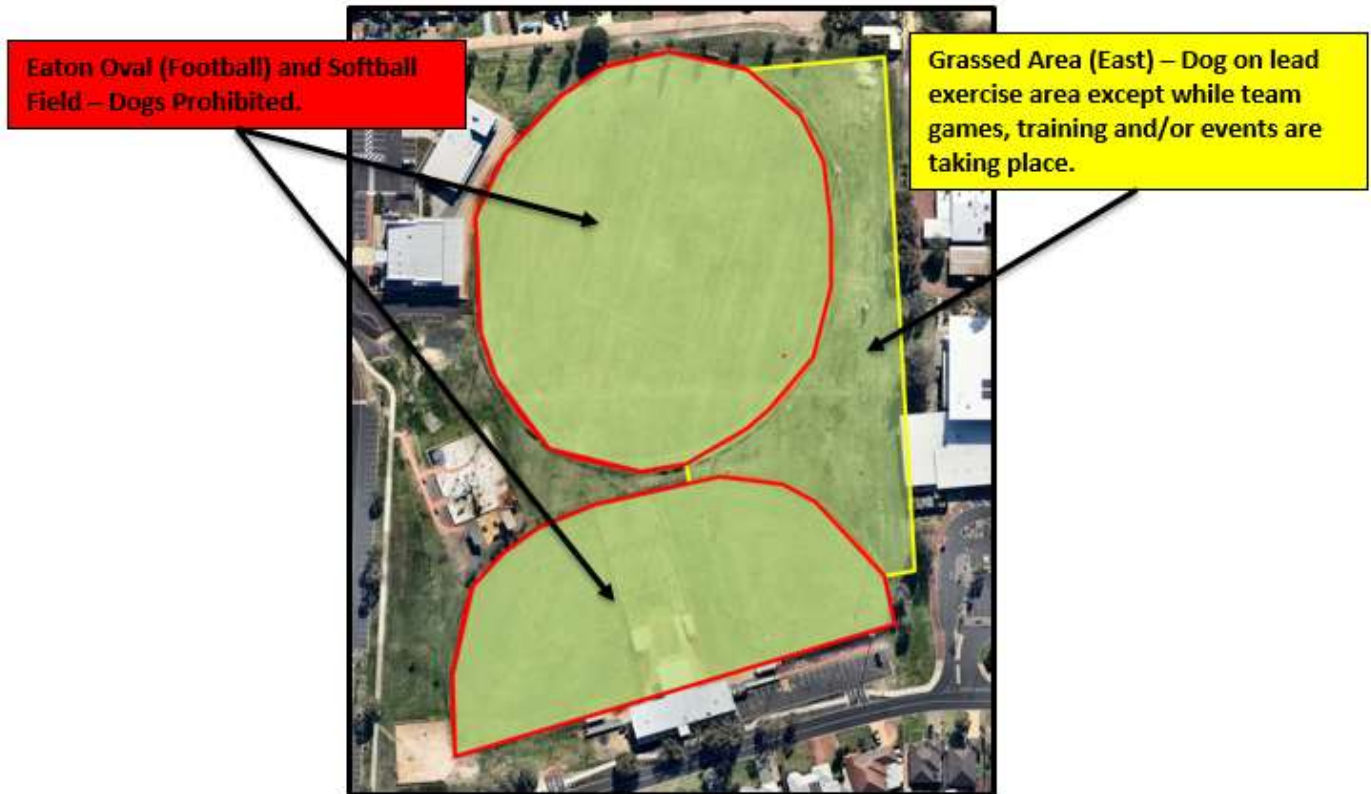 Eaton Oval (Football) and Softball
Field – Dogs Prohibited.
Grassed Area (East) – Dog on lead
exercise area except while team
games, training and/or events are
taking place.